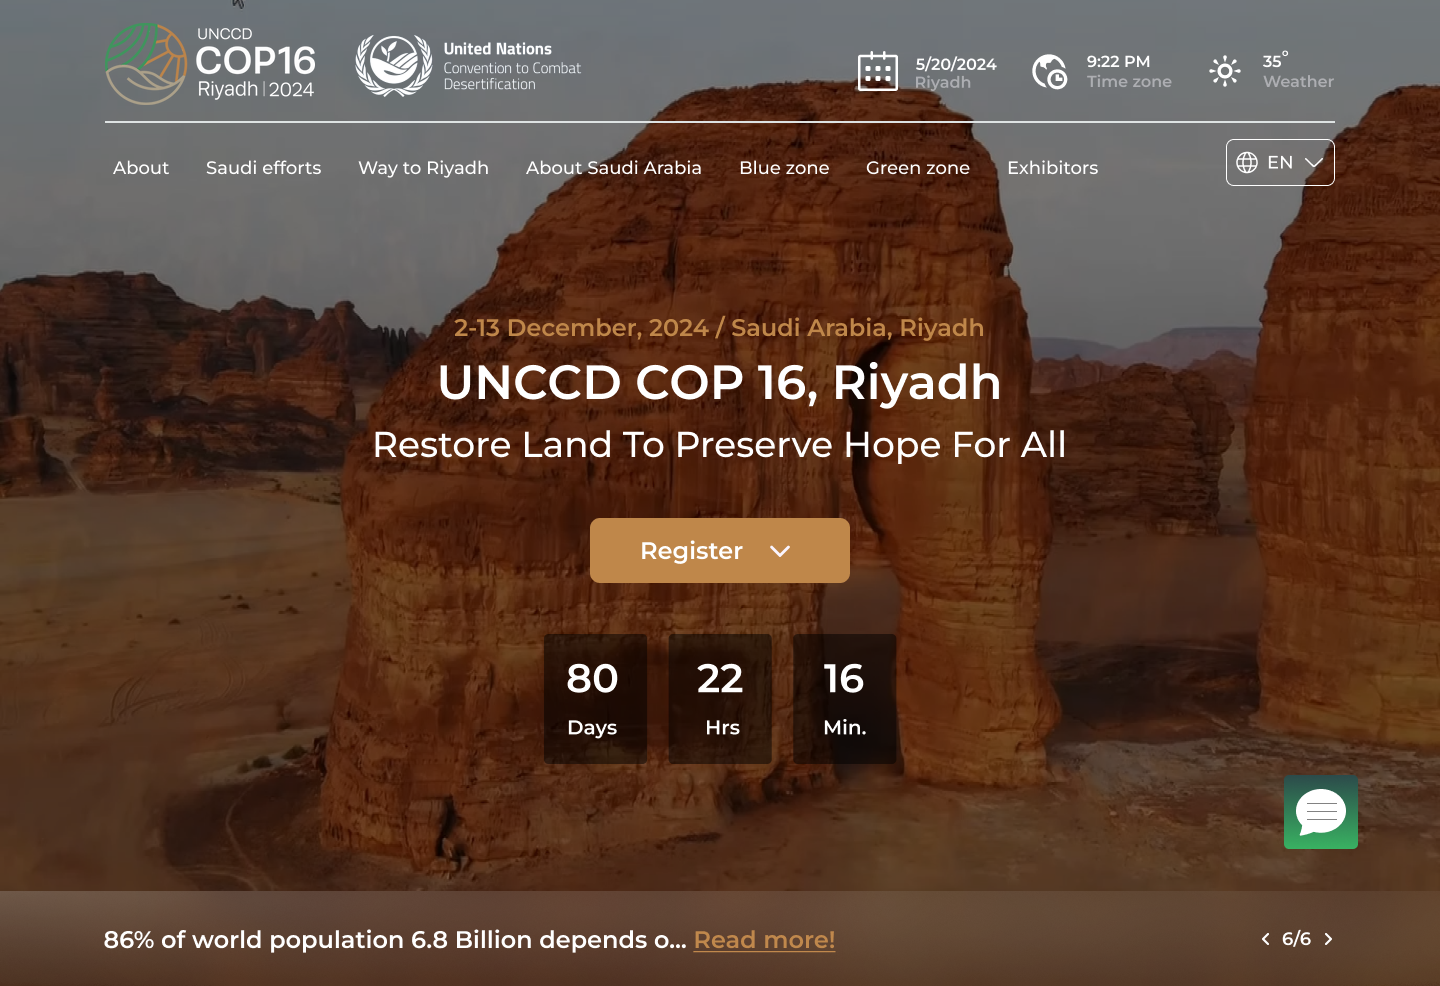 UNCCD
COP16
Riyadh | 2024
United Nations
Convention to Combat
Desertification
5/20/2024
Riyadh
9:22 PM
Time zone
35°
Weather
About
Saudi efforts
Way to Riyadh
About Saudi Arabia
Blue zone
Green zone
Exhibitors
EN
2-13 December, 2024 / Saudi Arabia, Riyadh
UNCCD COP 16, Riyadh
Restore Land To Preserve Hope For All
Register
80
Days
22
Hrs
16
Min.
86% of world population 6.8 Billion depends o... Read more!
6/6